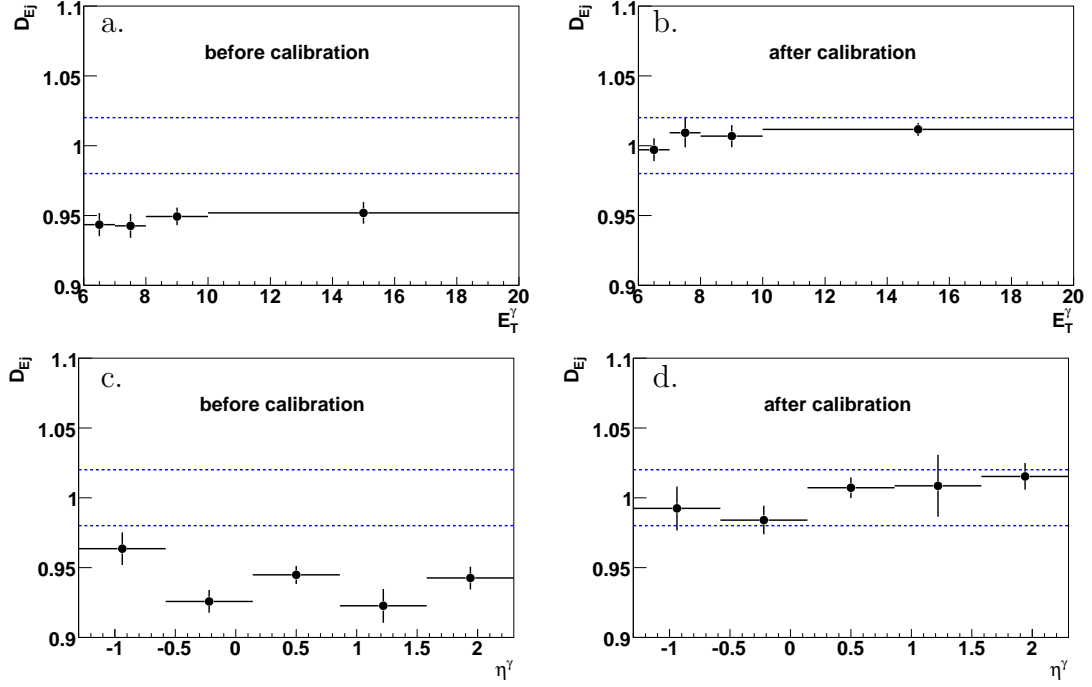 D_Ej
1.1
a.
before calibration
1.05
1
0.95
0.9
6 8 10 12 14 16 18 20
E_T^γ
D_Ej
1.1
b.
after calibration
1.05
1
0.95
0.9
6 8 10 12 14 16 18 20
E_T^γ
D_Ej
1.1
c.
before calibration
1.05
1
0.95
0.9
-1 -0.5 0 0.5 1 1.5 2
η^γ
D_Ej
1.1
d.
after calibration
1.05
1
0.95
0.9
-1 -0.5 0 0.5 1 1.5 2
η^γ